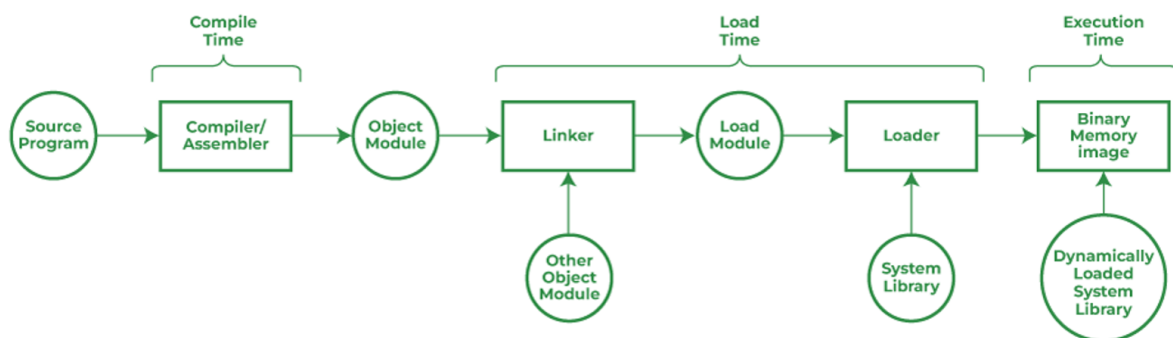 Compile
Time
Load
Time
Execution
Time
Source
Program
Compiler/
Assembler
Object
Module
Linker
Load
Module
Loader
Binary
Memory
image
Other
Object
Module
System
Library
Dynamically
Loaded
System
Library